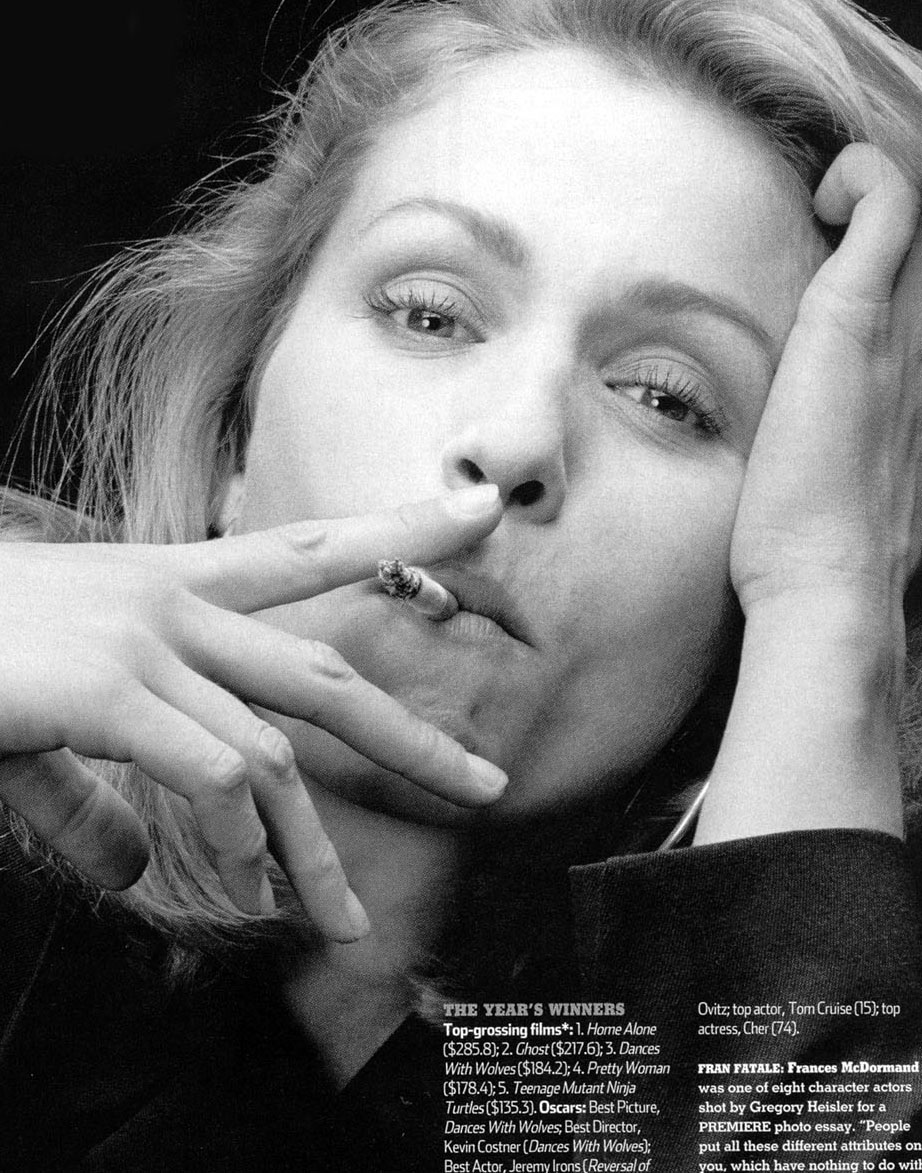 THE YEAR'S WINNERS
Top-grossing films*: 1. Home Alone
($285.8); 2. Ghost ($217.6); 3. Dances
With Wolves ($184.2); 4. Pretty Woman
($178.4); 5. Teenage Mutant Ninja
Turtles ($135.3). Oscars: Best Picture,
Dances With Wolves; Best Director,
Kevin Costner (Dances With Wolves);
Best Actor, Jeremy Irons (Reversal of
Ovitz; top actor, Tom Cruise (15); top
actress, Cher (74).
FRAN FATALE: Frances McDormand
was one of eight character actors
shot by Gregory Heisler for a
PREMIERE photo essay. "People
put all these different attributes on
you, which have nothing to do with